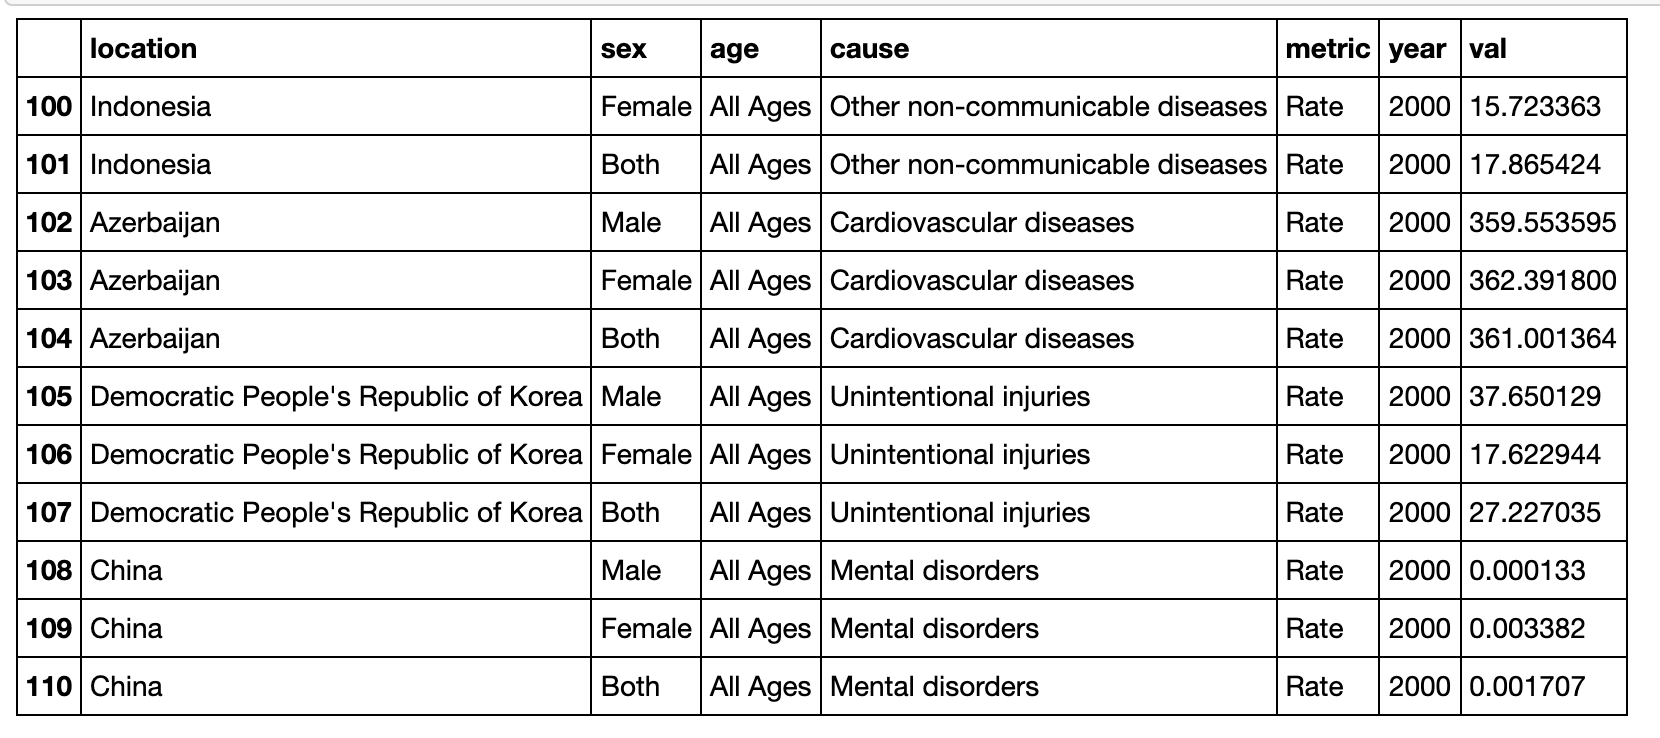 location sex age cause metric year val
100 Indonesia Female All Ages Other non-communicable diseases Rate 2000 15.723363
101 Indonesia Both All Ages Other non-communicable diseases Rate 2000 17.865424
102 Azerbaijan Male All Ages Cardiovascular diseases Rate 2000 359.553595
103 Azerbaijan Female All Ages Cardiovascular diseases Rate 2000 362.391800
104 Azerbaijan Both All Ages Cardiovascular diseases Rate 2000 361.001364
105 Democratic People's Republic of Korea Male All Ages Unintentional injuries Rate 2000 37.650129
106 Democratic People's Republic of Korea Female All Ages Unintentional injuries Rate 2000 17.622944
107 Democratic People's Republic of Korea Both All Ages Unintentional injuries Rate 2000 27.227035
108 China Male All Ages Mental disorders Rate 2000 0.000133
109 China Female All Ages Mental disorders Rate 2000 0.003382
110 China Both All Ages Mental disorders Rate 2000 0.001707